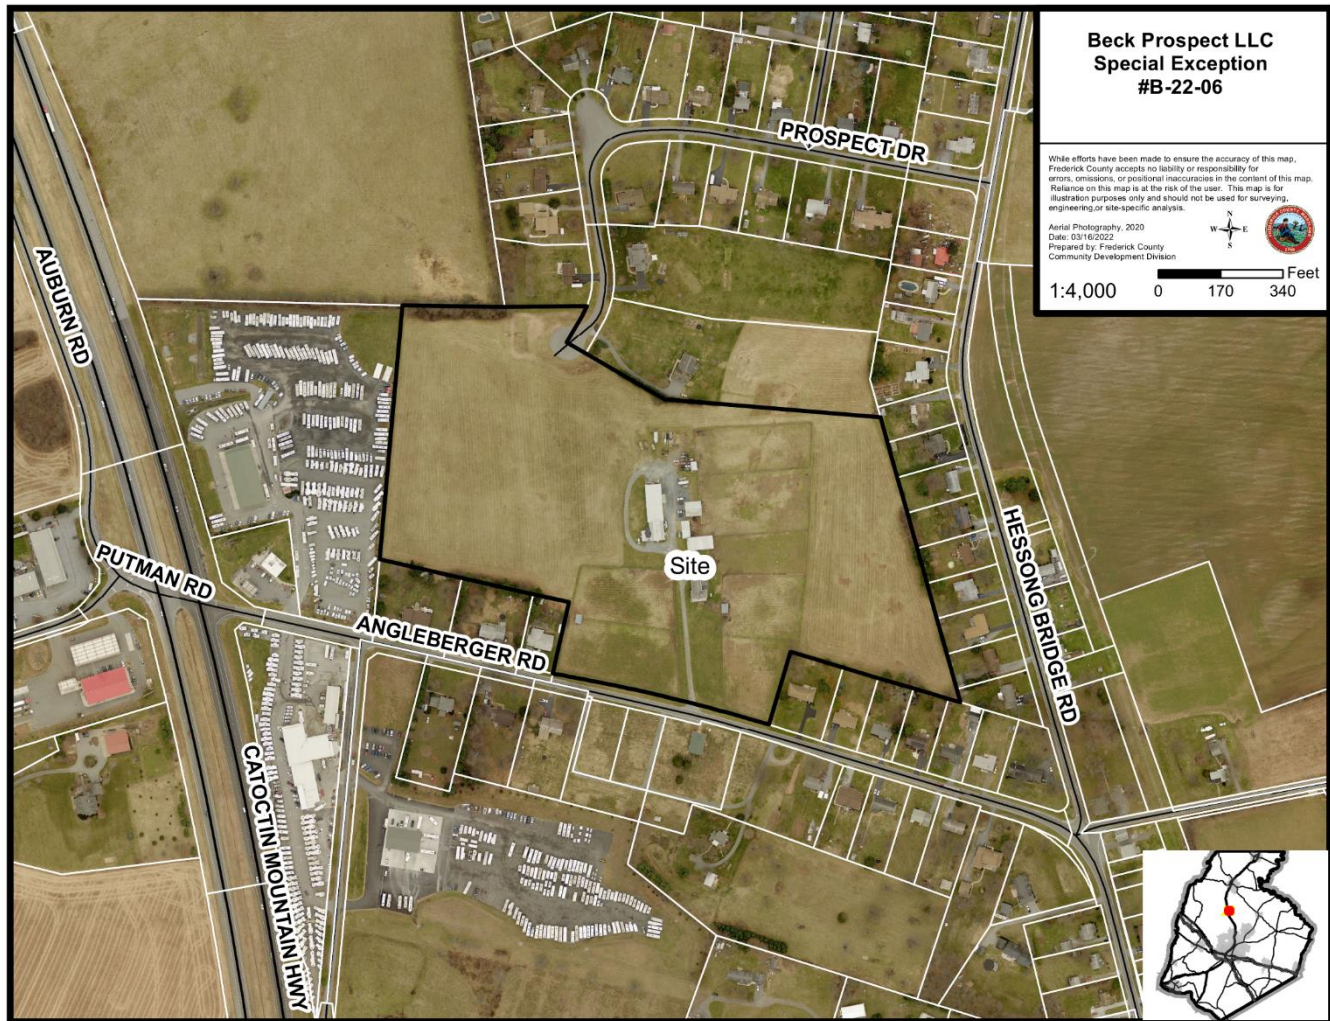 Beck Prospect LLC
Special Exception
#B-22-06
While efforts have been made to ensure the accuracy of this map,
Frederick County accepts no liability or responsibility for
errors, omissions, or positional inaccuracies in the content of this map.
Reliance on this map is at the risk of the user. This map is for
illustration purposes only and should not be used for surveying,
engineering,or site-specific analysis.
Aerial Photography, 2020
Date: 03/16/2022
Prepared by: Frederick County
Community Development Division
N
W E
S
1:4,000
0 170 340 Feet
PROSPECT DR
AUBURN RD
PUTMAN RD
ANGLEBERGER RD
Site
HESSONG BRIDGE RD
CATOCTIN MOUNTAIN HWY